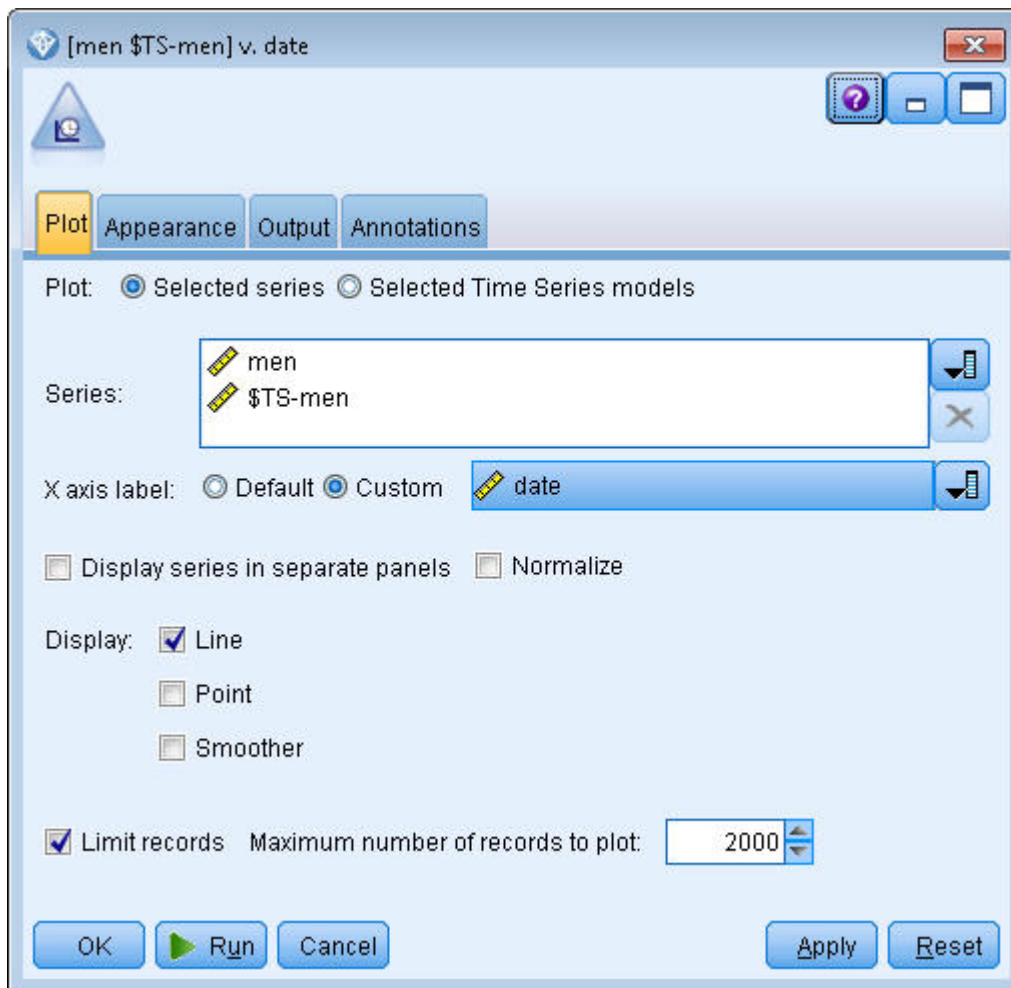 [men $TS-men] v. date
Plot Appearance Output Annotations
Plot: Selected series Selected Time Series models
Series:
men
$TS-men
X axis label: Default Custom date
Display series in separate panels Normalize
Display: Line
Point
Smoother
Limit records Maximum number of records to plot: 2000
OK Run Cancel Apply Reset